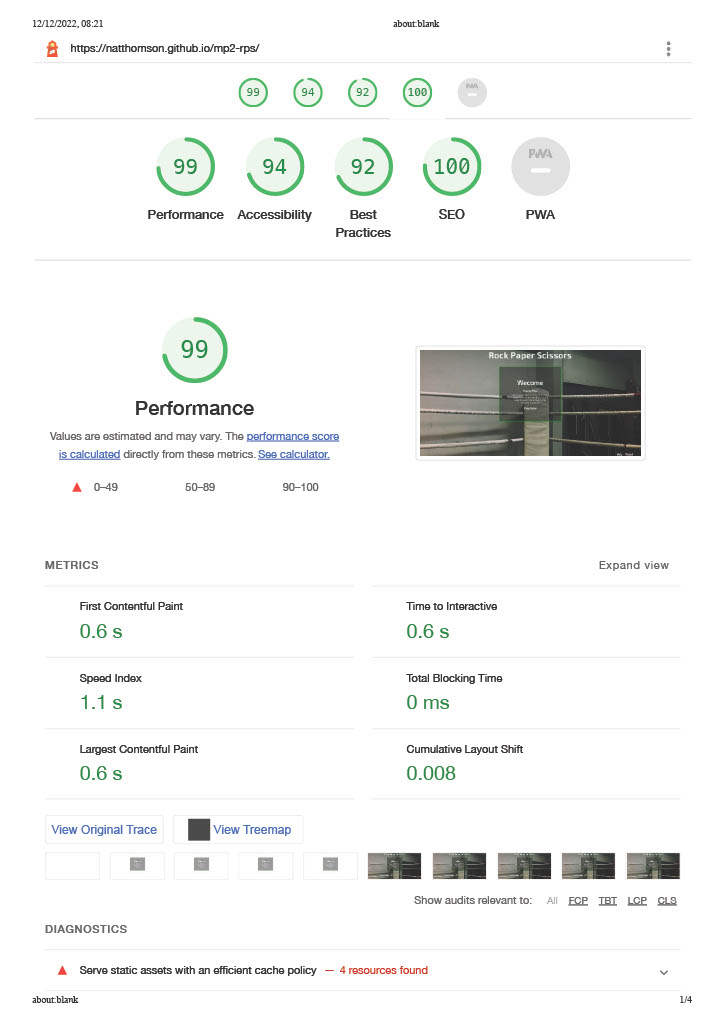 12/12/2022, 08:21
about:blank
https://natthomson.github.io/mp2-rps/
99 94 92 100 PWA
99 94 92 100 PWA
Performance Accessibility Best Practices SEO PWA
99
Rock Paper Scissors
Welcome
Performance
Values are estimated and may vary. The performance score
is calculated directly from these metrics. See calculator.
0–49 50–89 90–100
METRICS
Expand view
First Contentful Paint
0.6 s
Time to Interactive
0.6 s
Speed Index
1.1 s
Total Blocking Time
0 ms
Largest Contentful Paint
0.6 s
Cumulative Layout Shift
0.008
View Original Trace
View Treemap
Show audits relevant to: All FCP TBT LCP CLS
DIAGNOSTICS
Serve static assets with an efficient cache policy — 4 resources found
about:blank
1/4